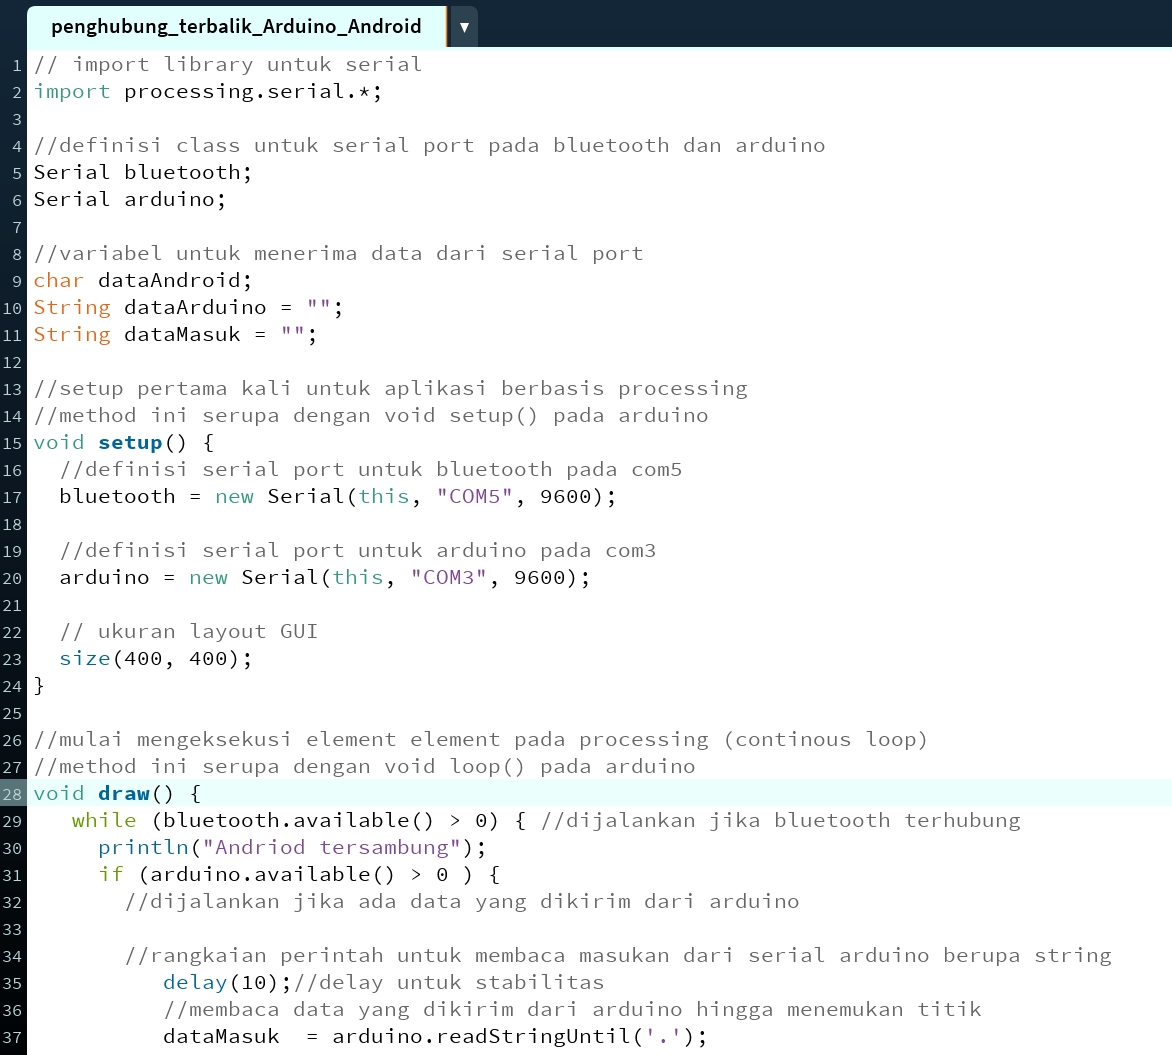 penghubung_terbalik_Arduino_Android ▼
1 // import library untuk serial
2 import processing.serial.*;
3
4 //definisi class untuk serial port pada bluetooth dan arduino
5 Serial bluetooth;
6 Serial arduino;
7
8 //variabel untuk menerima data dari serial port
9 char dataAndroid;
10 String dataArduino = "";
11 String dataMasuk = "";
12
13 //setup pertama kali untuk aplikasi berbasis processing
14 //method ini serupa dengan void setup() pada arduino
15 void setup() {
16   //definisi serial port untuk bluetooth pada com5
17   bluetooth = new Serial(this, "COM5", 9600);
18
19   //definisi serial port untuk arduino pada com3
20   arduino = new Serial(this, "COM3", 9600);
21
22   // ukuran layout GUI
23   size(400, 400);
24 }
25
26 //mulai mengeksekusi element element pada processing (continous loop)
27 //method ini serupa dengan void loop() pada arduino
28 void draw() {
29    while (bluetooth.available() > 0) { //dijalankan jika bluetooth terhubung
30      println("Andriod tersambung");
31      if (arduino.available() > 0 ) {
32        //dijalankan jika ada data yang dikirim dari arduino
33
34        //rangkaian perintah untuk membaca masukan dari serial arduino berupa string
35           delay(10);//delay untuk stabilitas
36           //membaca data yang dikirim dari arduino hingga menemukan titik
37           dataMasuk  = arduino.readStringUntil('.');